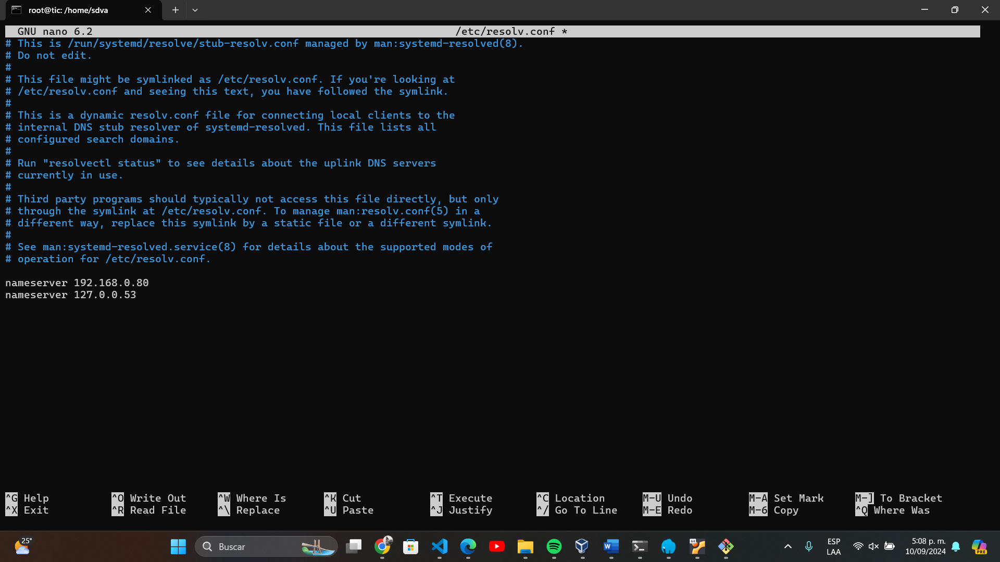 root@tic: /home/sdva
GNU nano 6.2 /etc/resolv.conf *
# This is /run/systemd/resolve/stub-resolv.conf managed by man:systemd-resolved(8).
# Do not edit.
#
# This file might be symlinked as /etc/resolv.conf. If you're looking at
# /etc/resolv.conf and seeing this text, you have followed the symlink.
#
# This is a dynamic resolv.conf file for connecting local clients to the
# internal DNS stub resolver of systemd-resolved. This file lists all
# configured search domains.
#
# Run "resolvectl status" to see details about the uplink DNS servers
# currently in use.
#
# Third party programs should typically not access this file directly, but only
# through the symlink at /etc/resolv.conf. To manage man:resolv.conf(5) in a
# different way, replace this symlink by a static file or a different symlink.
#
# See man:systemd-resolved.service(8) for details about the supported modes of
# operation for /etc/resolv.conf.
nameserver 192.168.0.80
nameserver 127.0.0.53
^G Help ^O Write Out ^W Where Is ^K Cut ^T Execute ^C Location M-U Undo M-A Set Mark M-] To Bracket
^X Exit ^R Read File ^\ Replace ^U Paste ^J Justify ^/ Go To Line M-E Redo M-6 Copy ^Q Where Was
25°
Buscar
W
64
ESP
LAA
5:08 p. m.
10/09/2024
PRE